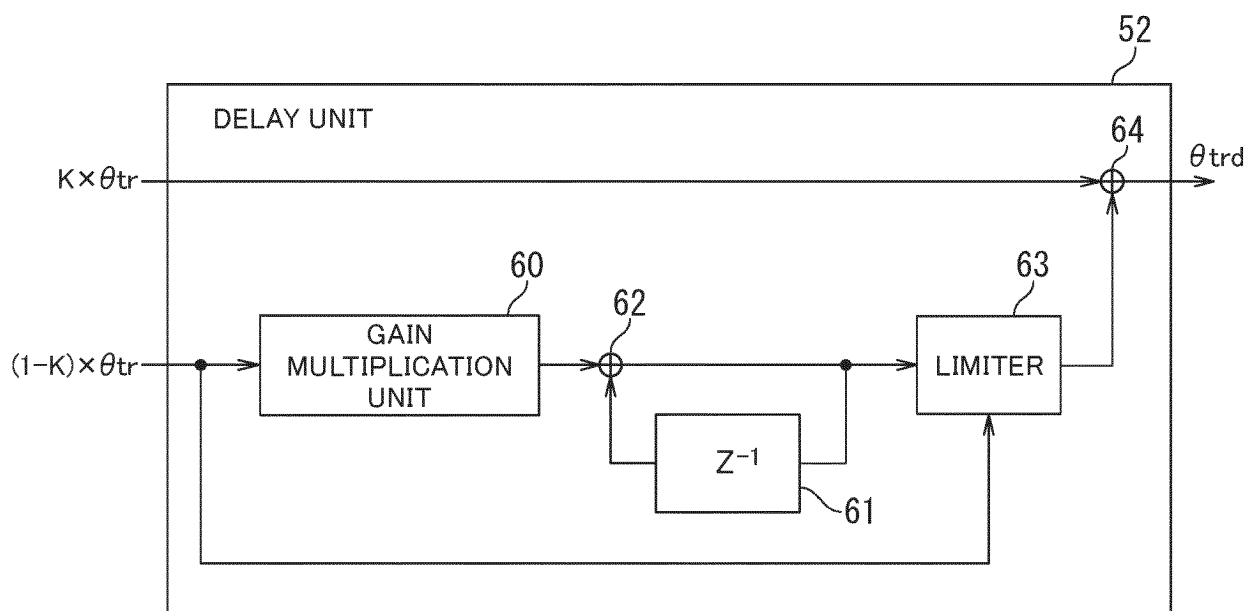 52
DELAY UNIT
64
K×θtr
θtrd
60
62
63
(1-K)×θtr
GAIN
MULTIPLICATION
UNIT
LIMITER
Z⁻¹
61